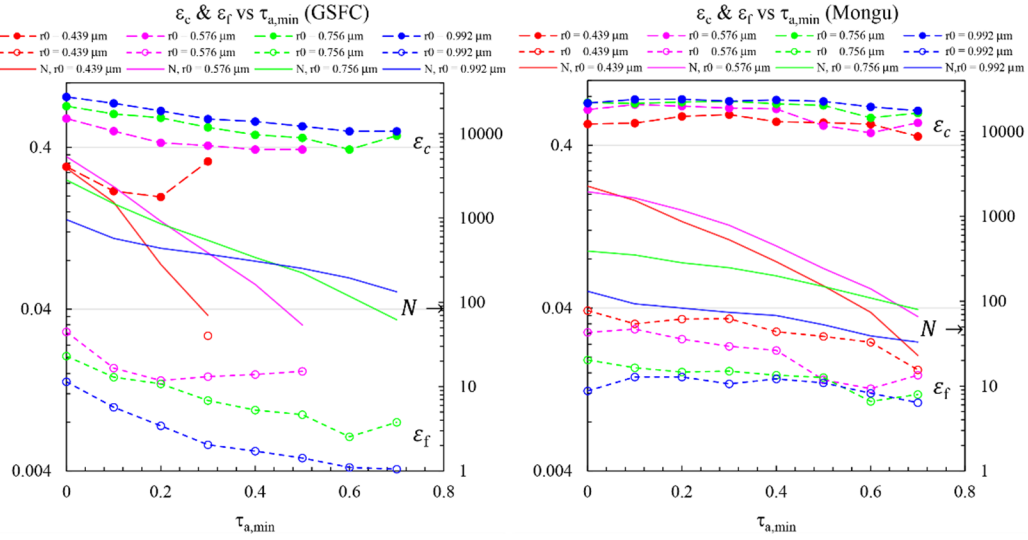 εc & εf vs τa,min (GSFC)
r0 = 0.439 μm r0 = 0.576 μm r0 = 0.756 μm r0 = 0.992 μm
r0 = 0.439 μm r0 = 0.576 μm r0 = 0.756 μm r0 = 0.992 μm
N, r0 = 0.439 μm N, r0 = 0.576 μm N, r0 = 0.756 μm N, r0 = 0.992 μm
εc
10000
0.4
1000
100
0.04
N →
10
εf
0.004
1
0 0.2 0.4 0.6 0.8
τa,min
εc & εf vs τa,min (Mongu)
r0 = 0.439 μm r0 = 0.576 μm r0 = 0.756 μm r0 = 0.992 μm
r0 0.439 μm r0 0.576 μm r0 0.756 μm r0 = 0.992 μm
N, r0 = 0.439 μm N, r0 = 0.576 μm N, r0 = 0.756 μm N, r0 = 0.992 μm
εc
10000
0.4
1000
100
0.04
N →
10
εf
0.004
1
0 0.2 0.4 0.6 0.8
τa,min